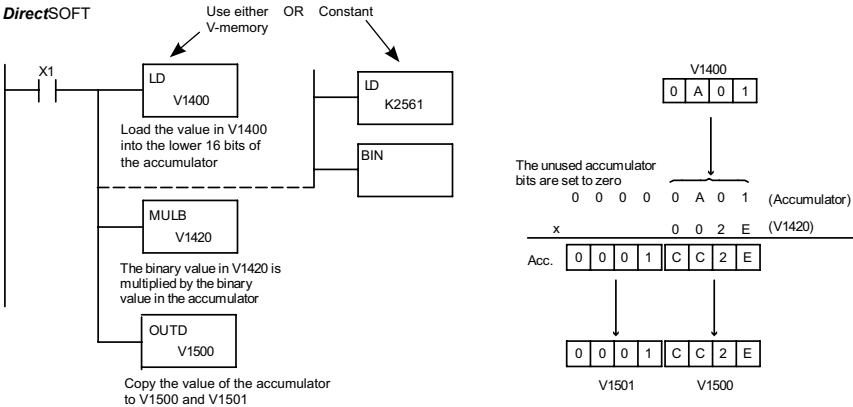 DirectSOFT
Use either OR Constant
V-memory
X1
LD
V1400
LD
K2561
Load the value in V1400
into the lower 16 bits of
the accumulator
BIN
MULB
V1420
The binary value in V1420 is
multiplied by the binary
value in the accumulator
OUTD
V1500
Copy the value of the accumulator
to V1500 and V1501
V1400
0 A 0 1
The unused accumulator
bits are set to zero
0 0 0 0 0 A 0 1 (Accumulator)
x 0 0 2 E (V1420)
Acc. 0 0 0 1 C C 2 E
0 0 0 1 C C 2 E
V1501 V1500